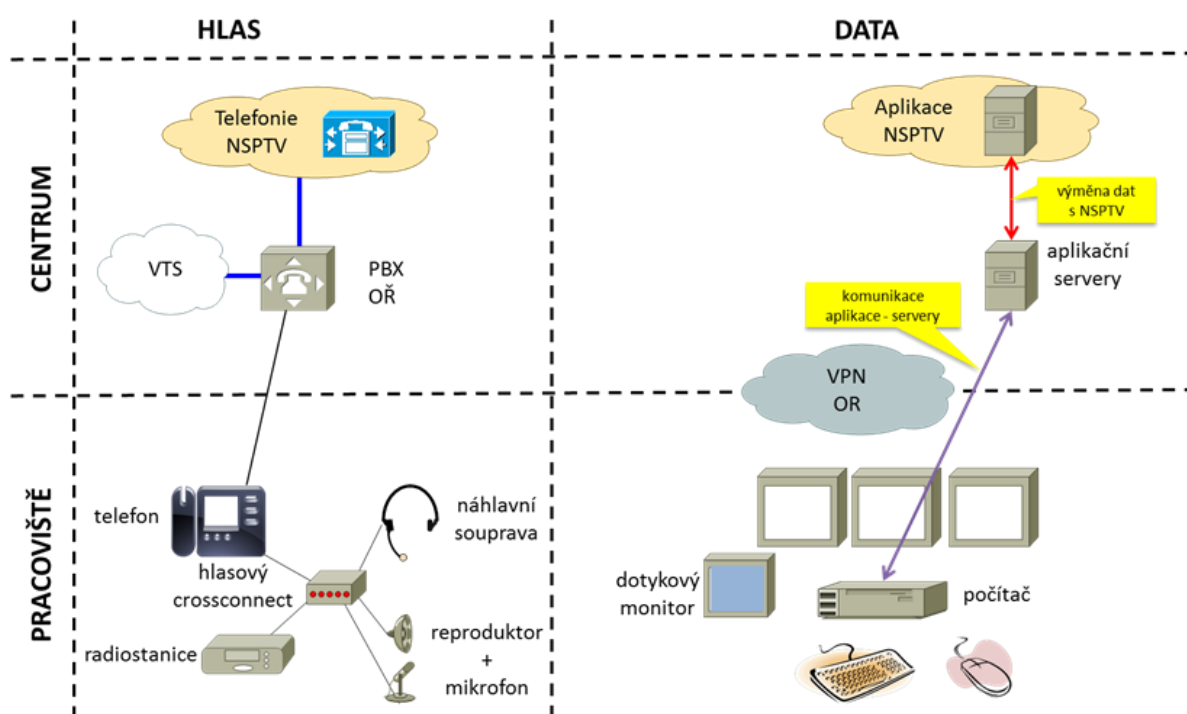 HLAS
DATA
CENTRUM
Telefonie
NSPTV
Aplikace
NSPTV
výměna dat
s NSPTV
VTS
PBX
OŘ
aplikační
servery
komunikace
aplikace - servery
VPN
OR
PRACOVIŠTĚ
telefon
náhlavní
souprava
hlasový
crossconnect
radiostanice
reproduktor
+
mikrofon
dotykový
monitor
počítač